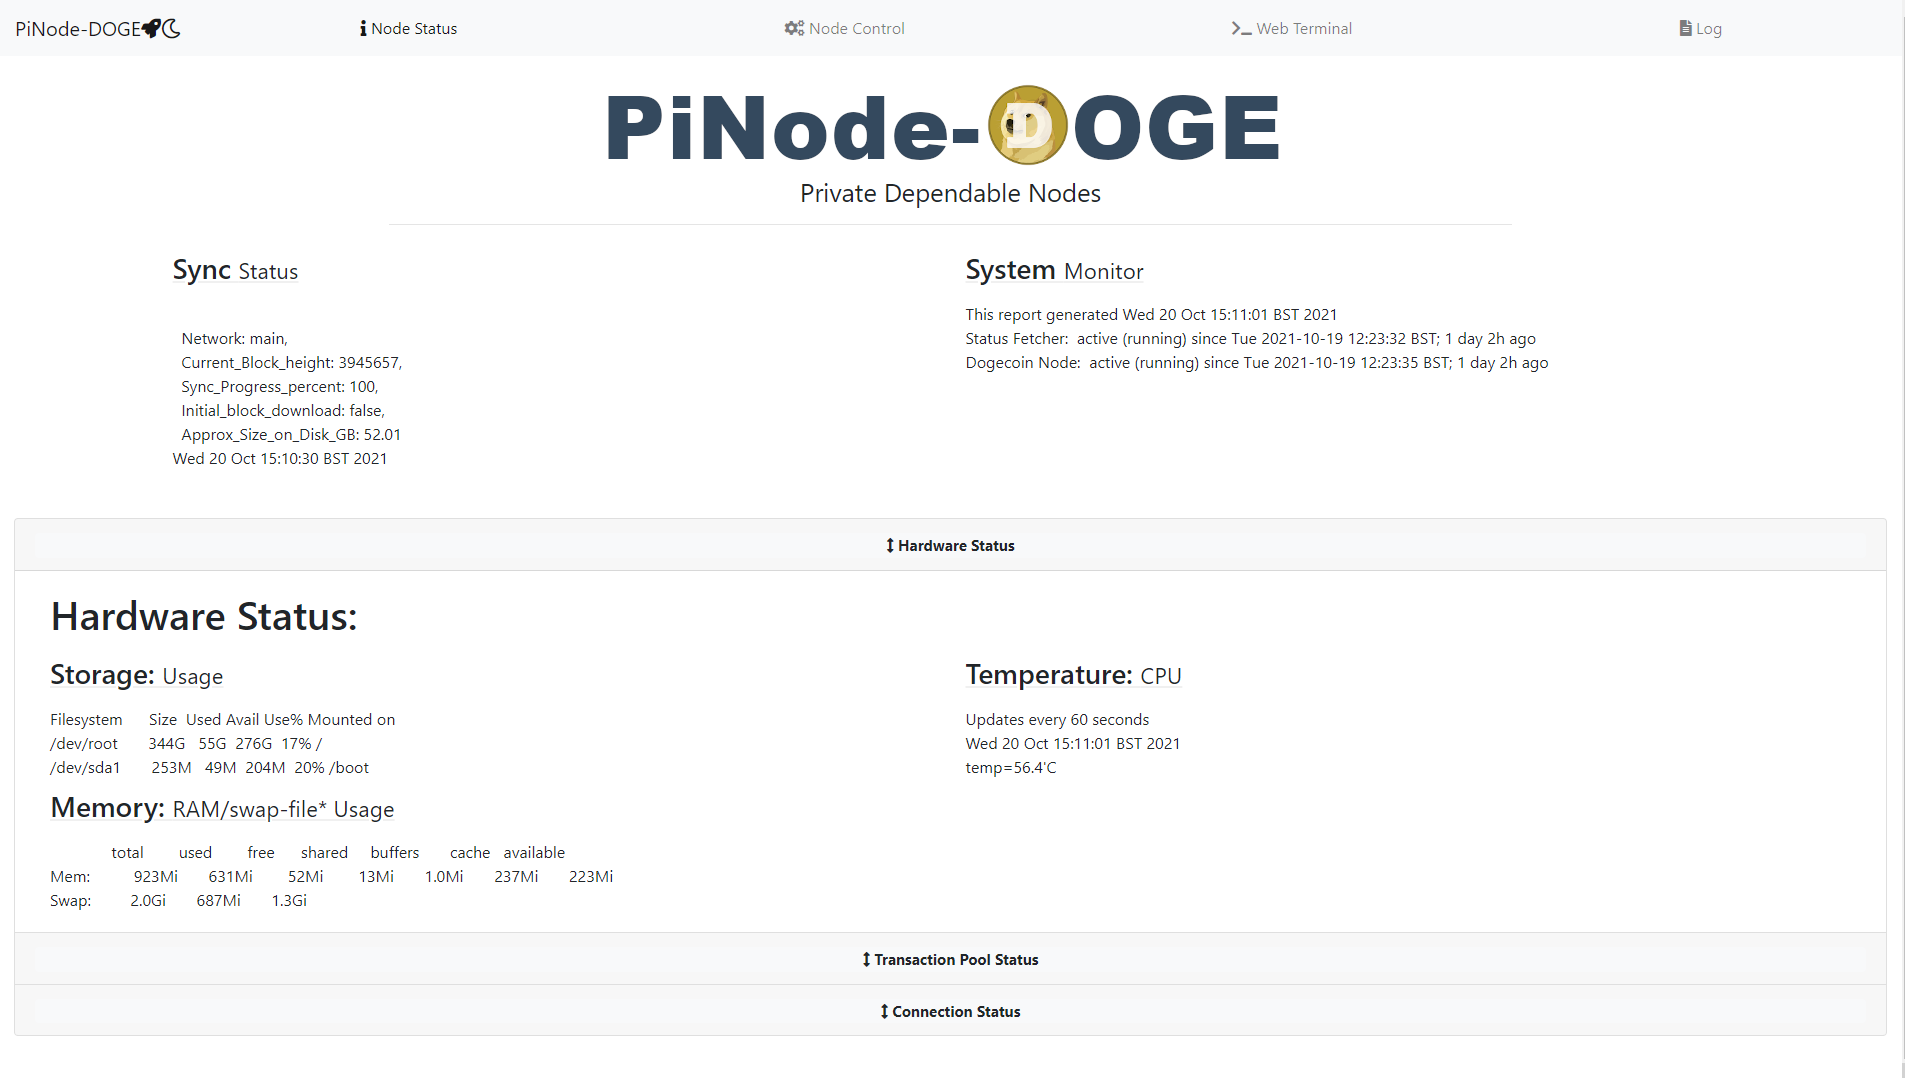 PiNode-DOGE
Node Status
Node Control
Web Terminal
Log
PiNode-DOGE
Private Dependable Nodes
Sync Status
Network: main,
Current_Block_height: 3945657,
Sync_Progress_percent: 100,
Initial_block_download: false,
Approx_Size_on_Disk_GB: 52.01
Wed 20 Oct 15:10:30 BST 2021
System Monitor
This report generated Wed 20 Oct 15:11:01 BST 2021
Status Fetcher:  active (running) since Tue 2021-10-19 12:23:32 BST; 1 day 2h ago
Dogecoin Node:  active (running) since Tue 2021-10-19 12:23:35 BST; 1 day 2h ago
Hardware Status
Hardware Status:
Storage: Usage
Filesystem      Size  Used Avail Use% Mounted on
/dev/root       344G   55G  276G  17% /
/dev/sda1       253M   49M  204M  20% /boot
Memory: RAM/swap-file* Usage
total        used        free      shared     buffers       cache   available
Mem:          923Mi       631Mi        52Mi        13Mi       1.0Mi       237Mi       223Mi
Swap:         2.0Gi       687Mi       1.3Gi
Temperature: CPU
Updates every 60 seconds
Wed 20 Oct 15:11:01 BST 2021
temp=56.4'C
Transaction Pool Status
Connection Status